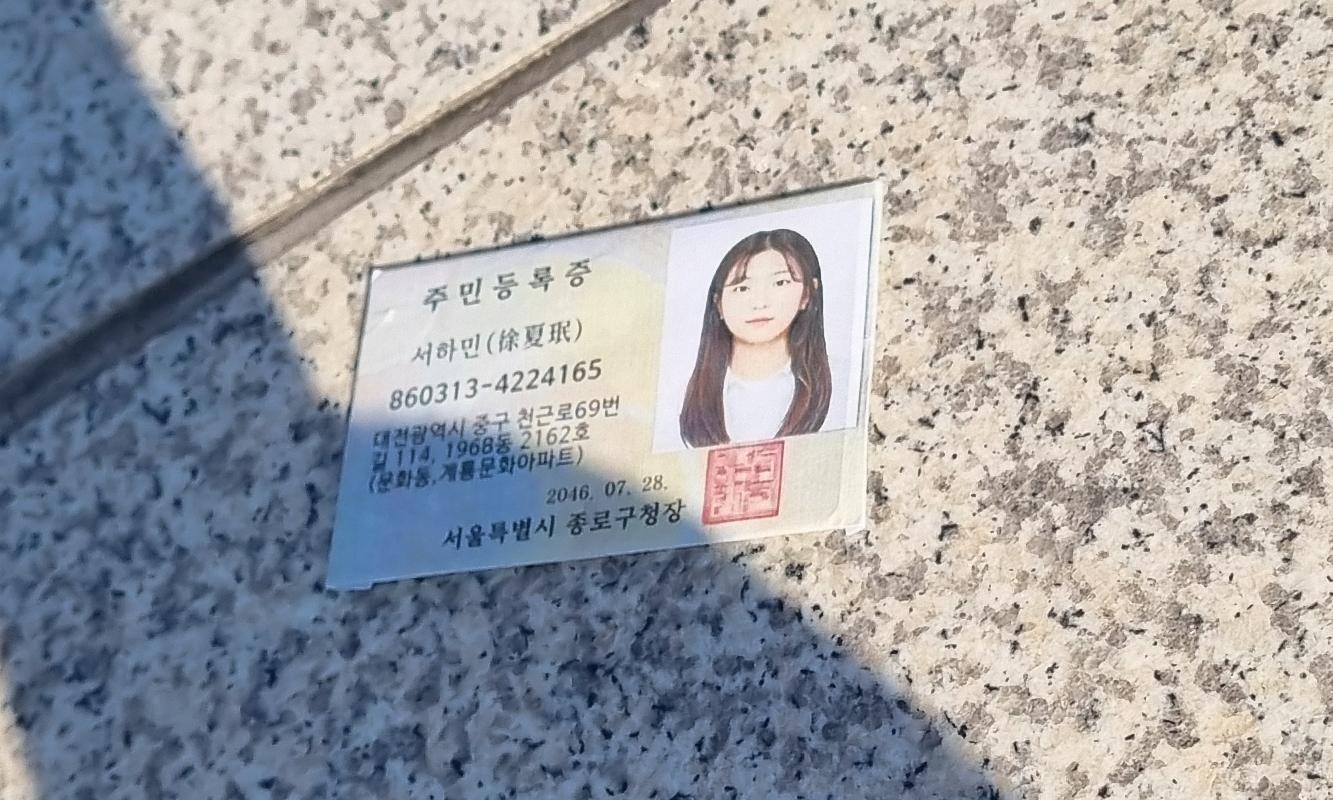 주민등록증
서하민(徐夏珉)
860313-4224165
대전광역시 중구 천근로69번
길 114, 1968동 2162호
(문화동,계룡문화아파트)
2046. 07. 28.
서울특별시 종로구청장